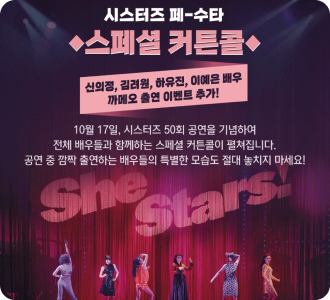 시스터즈 페-수타
스페셜 커튼콜
신의정, 김려원, 하유진, 이예은 배우
까메오 출연 이벤트 추가!
10월 17일, 시스터즈 50회 공연을 기념하여
전체 배우들과 함께하는 스페셜 커튼콜이 펼쳐집니다.
공연 중 깜짝 출연하는 배우들의 특별한 모습도 절대 놓치지 마세요!
She
Stars!